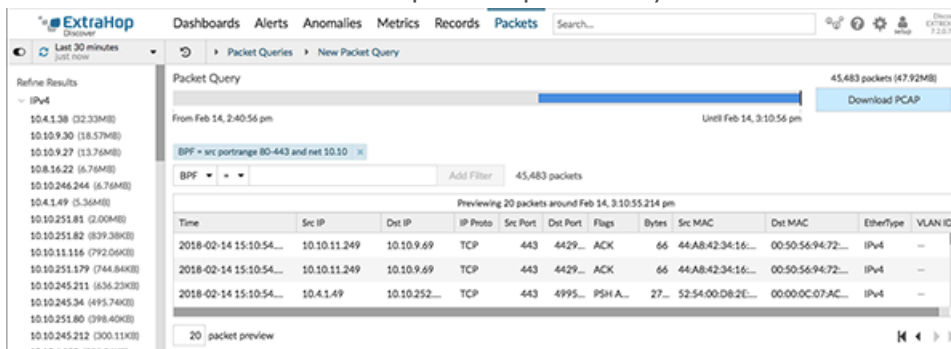 ExtraHop
Discover
Dashboards Alerts Anomalies Metrics Records Packets Search...
setup
Last 30 minutes
just now
Packet Queries New Packet Query
Refine Results
IPv4
10.4.1.38 (32.33MB)
10.10.9.30 (18.57MB)
10.10.9.27 (13.76MB)
10.8.16.22 (6.76MB)
10.10.246.244 (6.76MB)
10.4.1.49 (5.36MB)
10.10.251.81 (2.00MB)
10.10.251.82 (839.38KB)
10.10.11.116 (792.06KB)
10.10.251.179 (744.84KB)
10.10.245.211 (636.23KB)
10.10.245.34 (495.74KB)
10.10.251.80 (398.40KB)
10.10.245.212 (300.11KB)
Packet Query
45,483 packets (47.92MB)
Download PCAP
From Feb 14, 2:40:56 pm
Until Feb 14, 3:10:56 pm
BPF = src portrange 80-443 and net 10.10 ×
BPF = Add Filter 45,483 packets
Previewing 20 packets around Feb 14, 3:10:55.214 pm
Time Src IP Dst IP IP Proto Src Port Dst Port Flags Bytes Src MAC Dst MAC EtherType VLAN ID
2018-02-14 15:10:54.... 10.10.11.249 10.10.9.69 TCP 443 4429... ACK 66 44:A8:42:34:16:... 00:50:56:94:72:... IPv4 --
2018-02-14 15:10:54.... 10.10.11.249 10.10.9.69 TCP 443 4429... ACK 66 44:A8:42:34:16:... 00:50:56:94:72:... IPv4 --
2018-02-14 15:10:54.... 10.4.1.49 10.10.252.... TCP 443 4995... PSH A... 27... 52:54:00:D8:2E:... 00:00:0C:07:AC... IPv4 --
20 packet preview